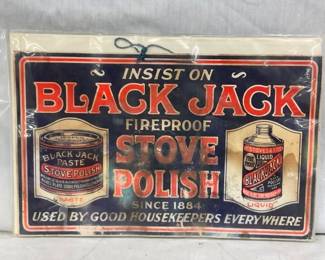 INSIST ON
BLACK JACK
FIREPROOF
STOVE
POLISH
SINCE 1884
USED BY GOOD HOUSEKEEPERS EVERYWHERE
BLACK JACK
PASTE
STOVE POLISH
PASTE
LIQUID
BLACK JACK
LIQUID